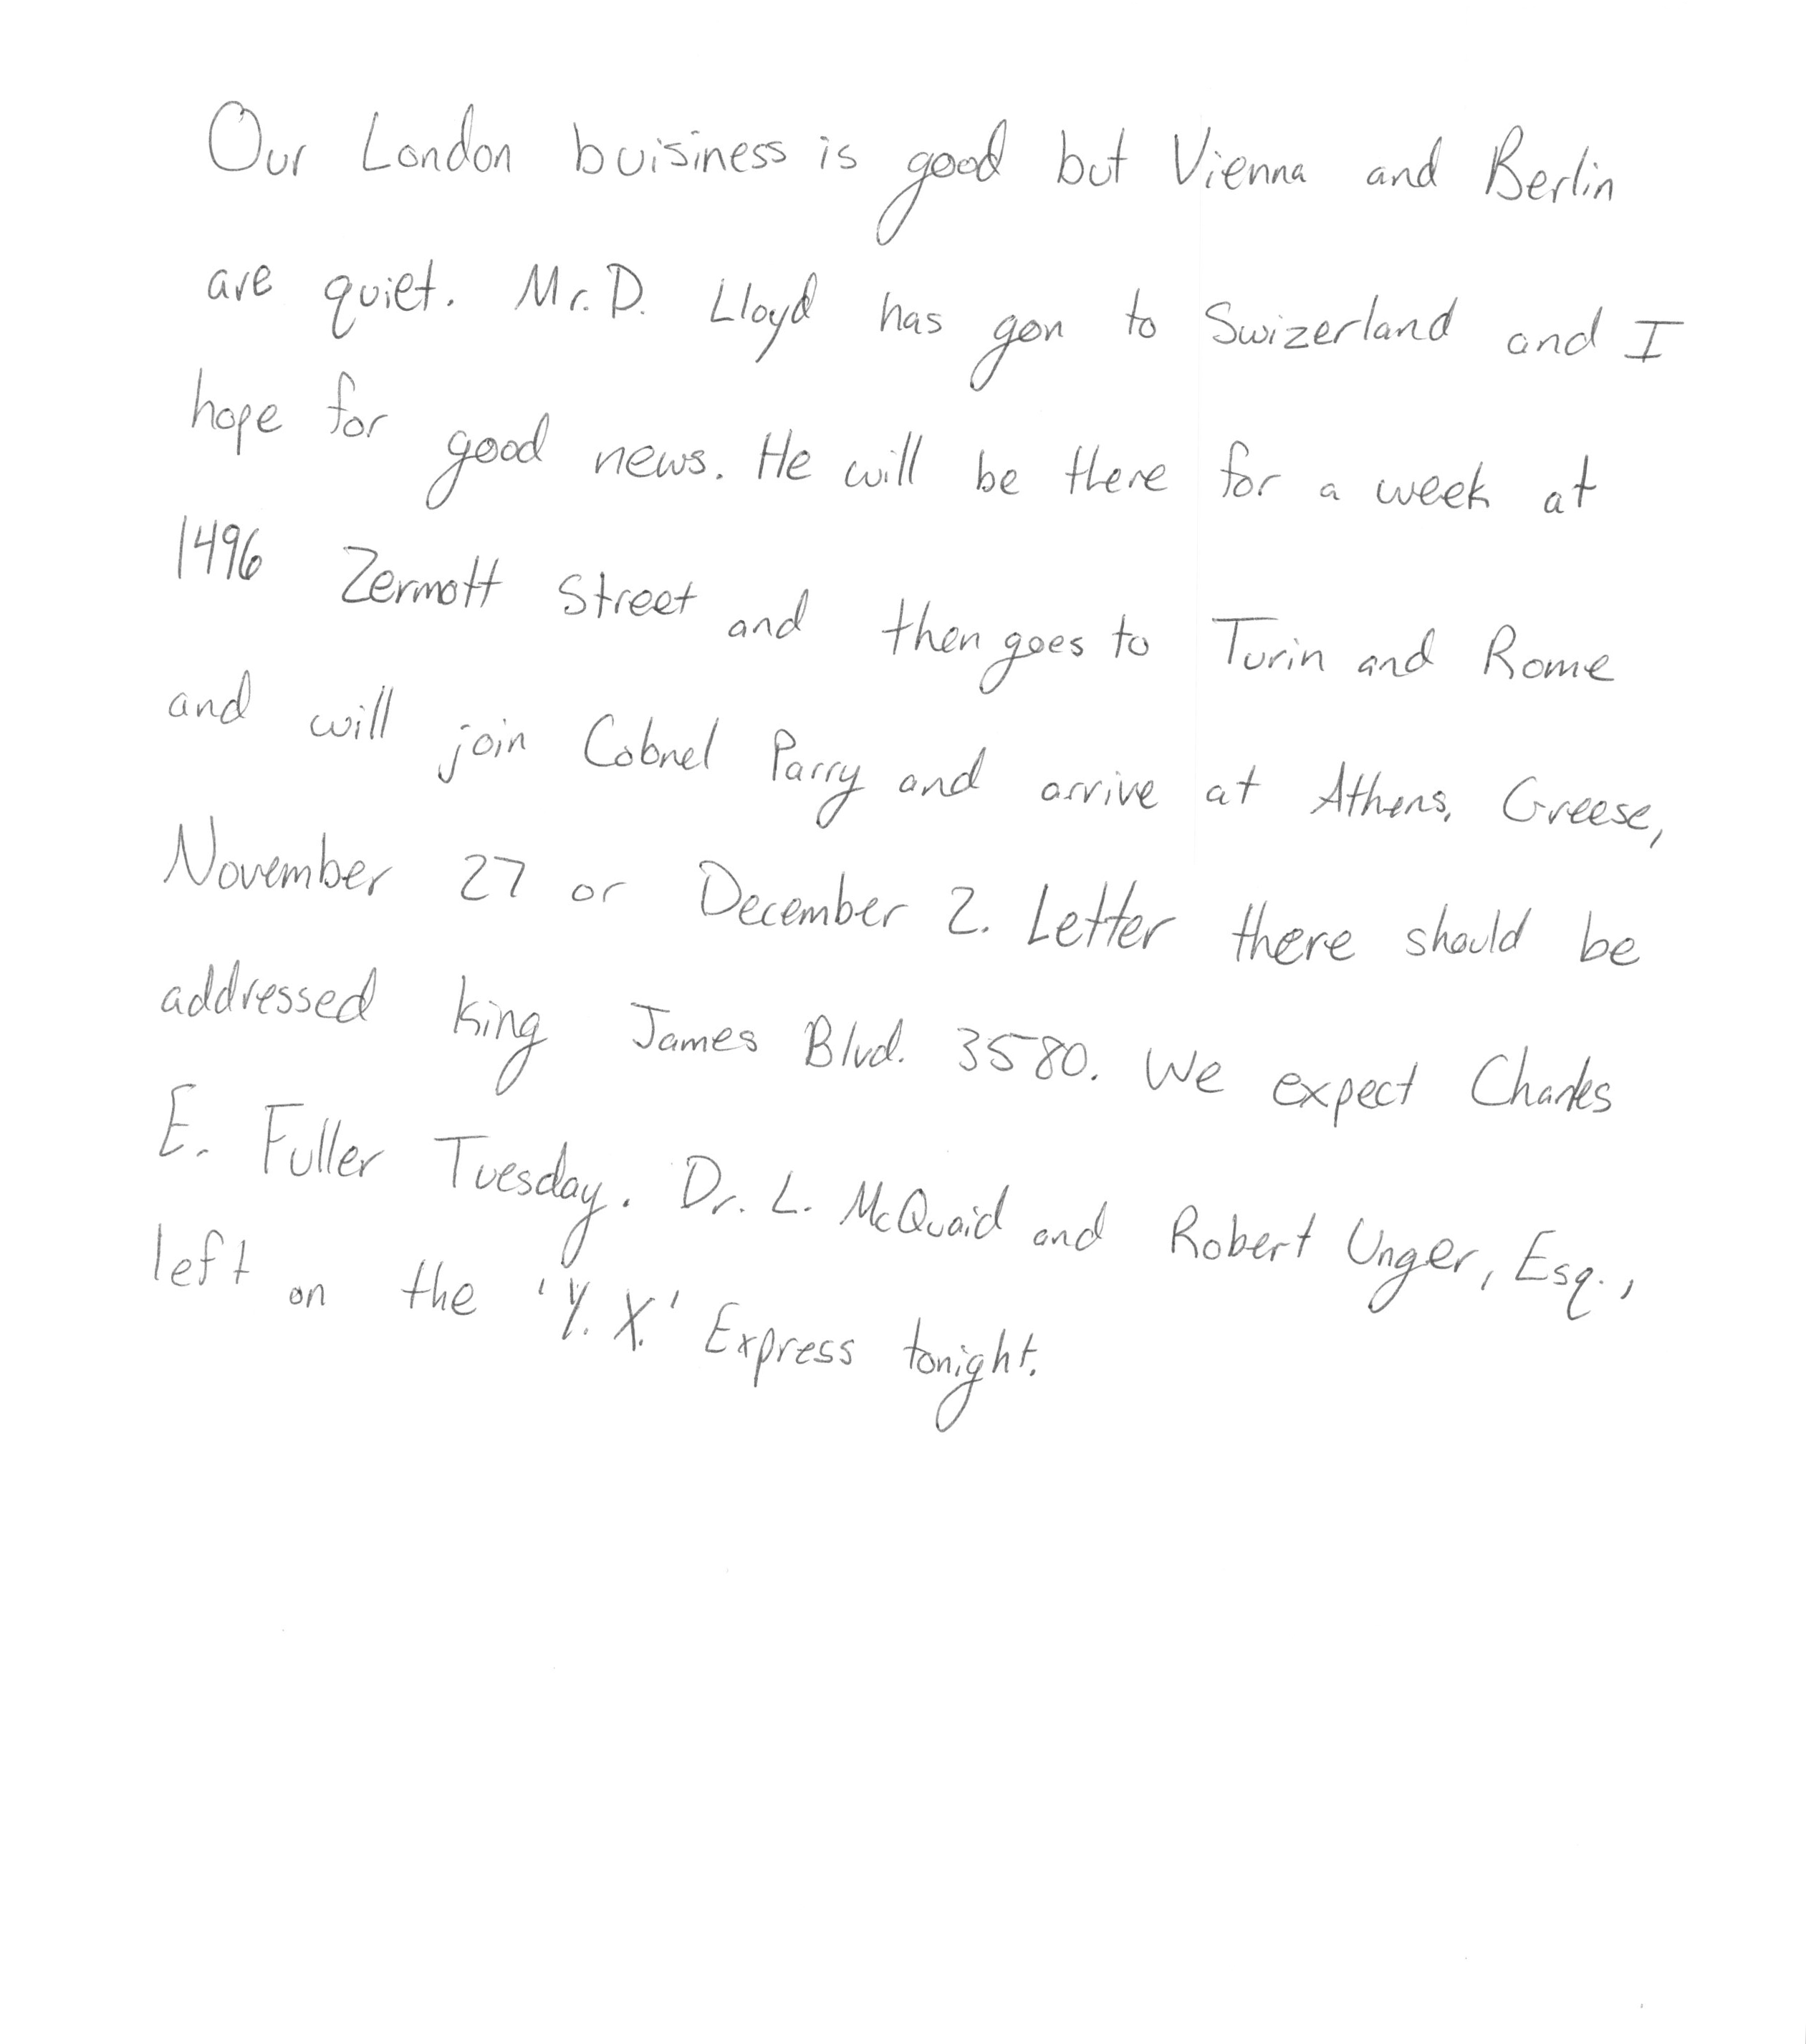 Our London buisiness is good but Vienna and Berlin
are quiet. Mr. D. Lloyd has gon to Swizerland and I
hope for good news. He will be there for a week at
1496 Zermott Street and then goes to Turin and Rome
and will join Colonel Parry and arrive at Athens, Greese,
November 27 or December 2. Letter there should be
addressed King James Blvd. 3580. We expect Charles
E. Fuller Tuesday. Dr. L. McQuaid and Robert Unger, Esq.,
left on the 'Y. X.' Express tonight.